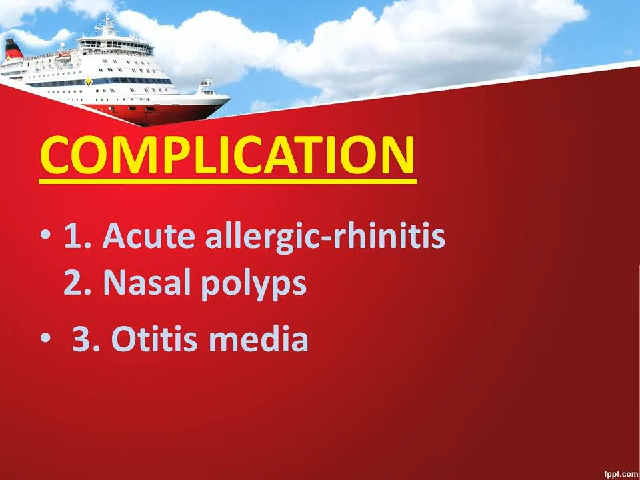 COMPLICATION
• 1. Acute allergic-rhinitis
2. Nasal polyps
• 3. Otitis media
fppt.com